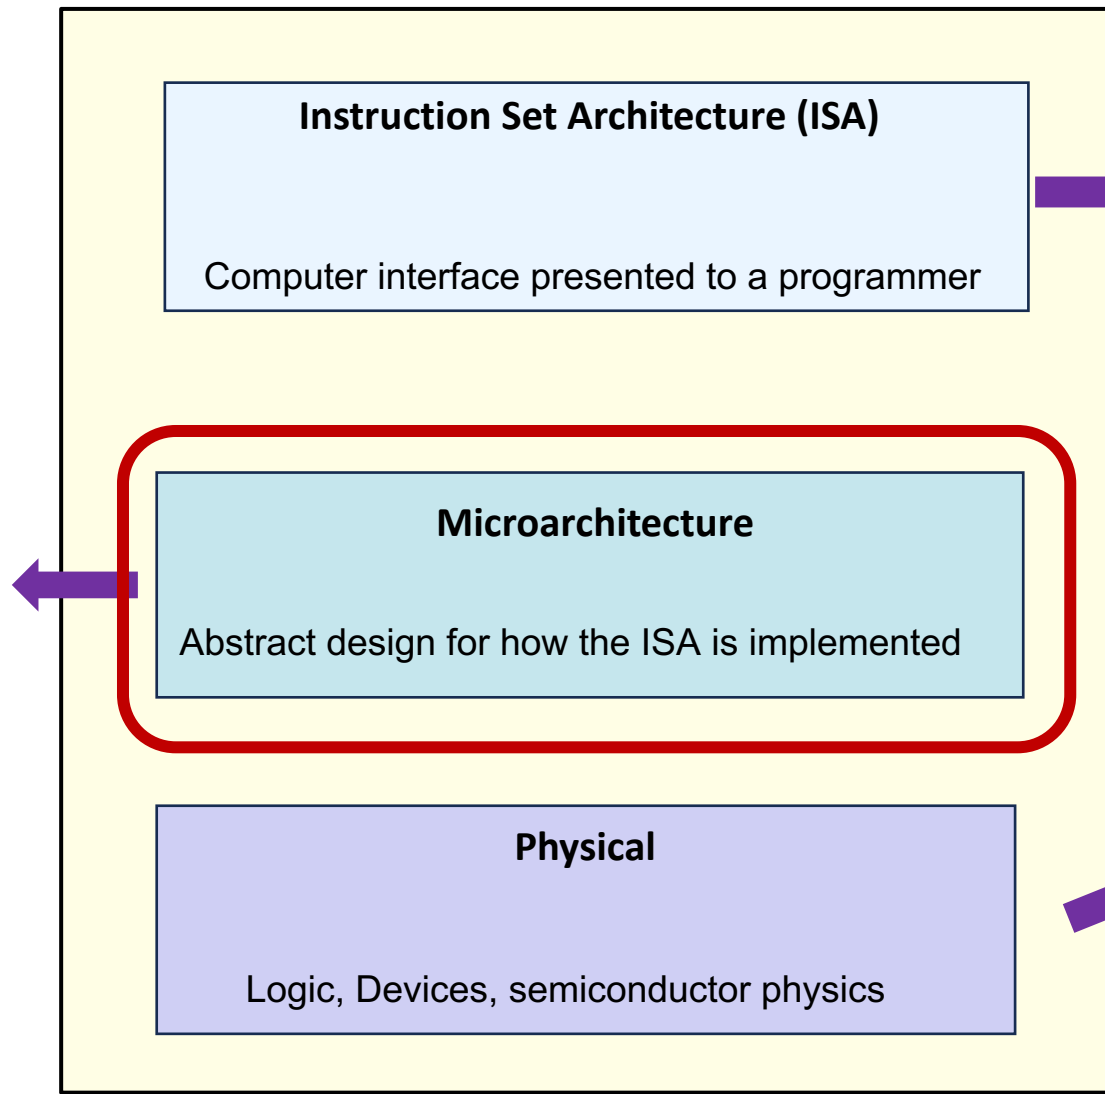 Instruction Set Architecture (ISA)
Computer interface presented to a programmer
Microarchitecture
Abstract design for how the ISA is implemented
Physical
Logic, Devices, semiconductor physics